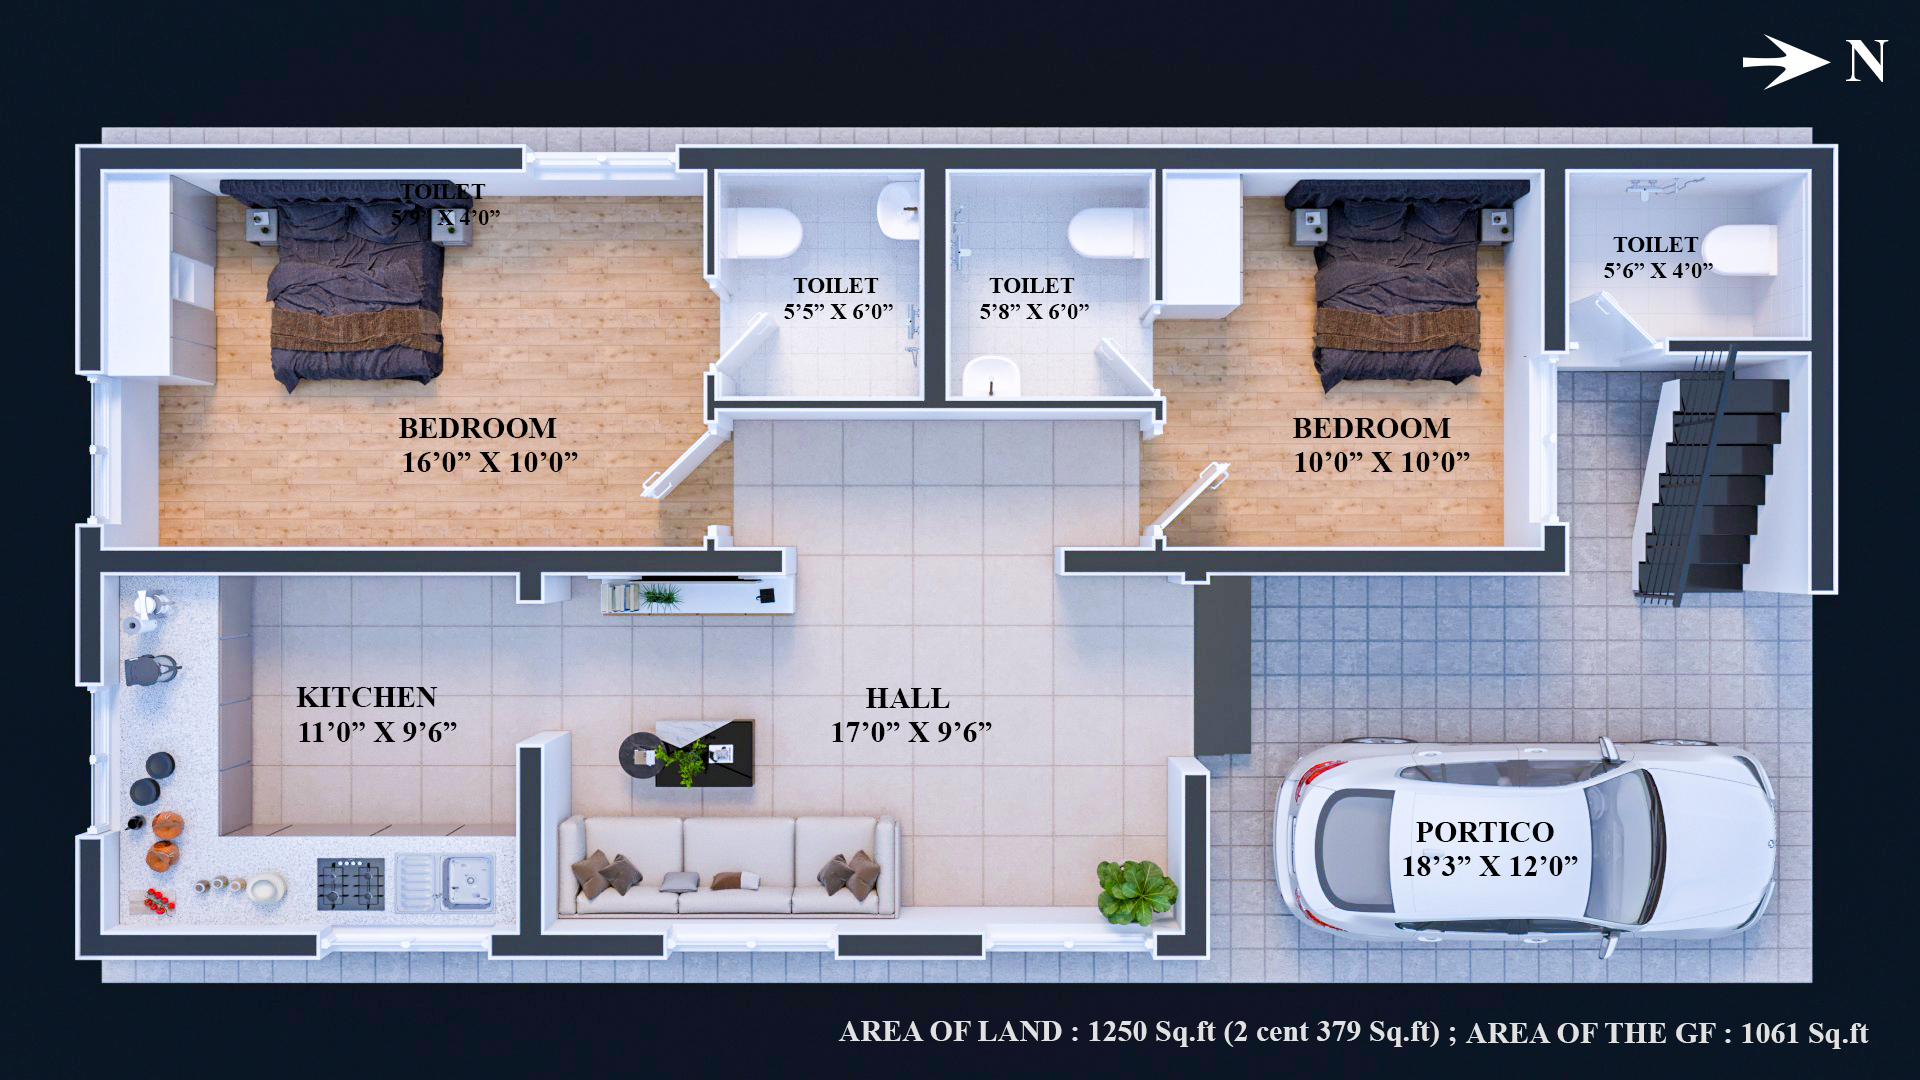 N
TOILET
5’9” X 4’0”
TOILET
5’5” X 6’0”
TOILET
5’8” X 6’0”
TOILET
5’6” X 4’0”
BEDROOM
16’0” X 10’0”
BEDROOM
10’0” X 10’0”
KITCHEN
11’0” X 9’6”
HALL
17’0” X 9’6”
PORTICO
18’3” X 12’0”
AREA OF LAND : 1250 Sq.ft (2 cent 379 Sq.ft) ; AREA OF THE GF : 1061 Sq.ft